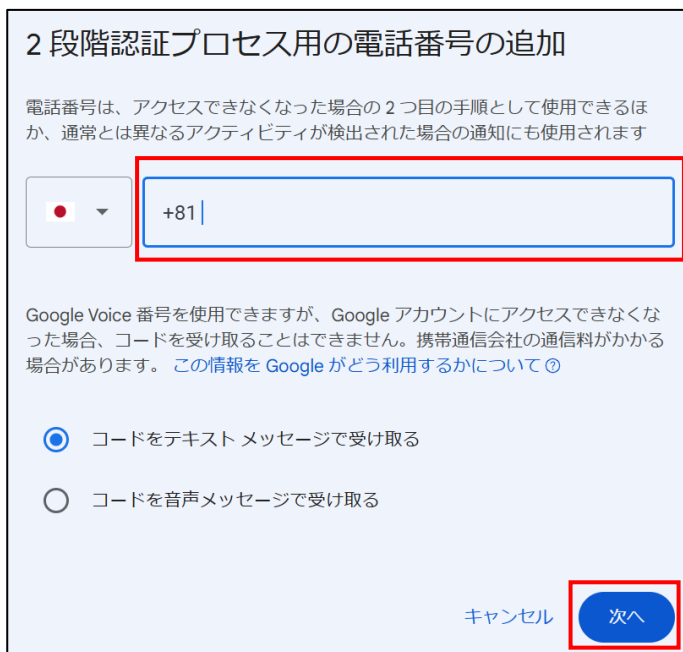 2 段階認証プロセス用の電話番号の追加
電話番号は、アクセスできなくなった場合の 2 つ目の手順として使用できるほ
か、通常とは異なるアクティビティが検出された場合の通知にも使用されます
+81
Google Voice 番号を使用できますが、Google アカウントにアクセスできなくな
った場合、コードを受け取ることはできません。携帯通信会社の通信料がかかる
場合があります。 この情報を Google がどう利用するかについて
コードをテキスト メッセージで受け取る
コードを音声メッセージで受け取る
キャンセル 次へ